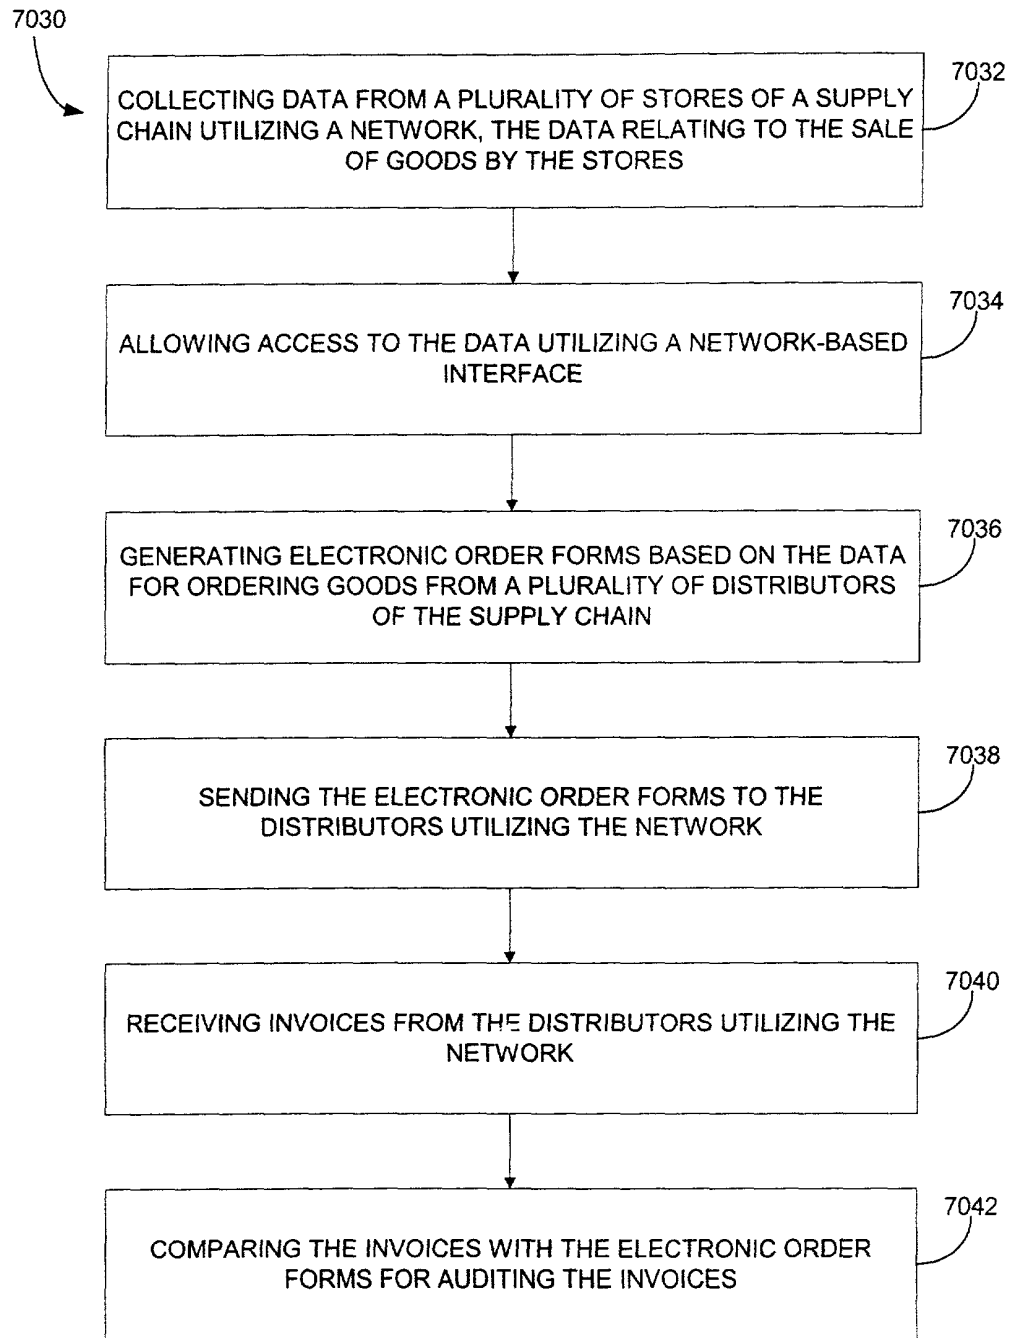 7030
7032
COLLECTING DATA FROM A PLURALITY OF STORES OF A SUPPLY
CHAIN UTILIZING A NETWORK, THE DATA RELATING TO THE SALE
OF GOODS BY THE STORES
7034
ALLOWING ACCESS TO THE DATA UTILIZING A NETWORK-BASED
INTERFACE
7036
GENERATING ELECTRONIC ORDER FORMS BASED ON THE DATA
FOR ORDERING GOODS FROM A PLURALITY OF DISTRIBUTORS
OF THE SUPPLY CHAIN
7038
SENDING THE ELECTRONIC ORDER FORMS TO THE
DISTRIBUTORS UTILIZING THE NETWORK
7040
RECEIVING INVOICES FROM THE DISTRIBUTORS UTILIZING THE
NETWORK
7042
COMPARING THE INVOICES WITH THE ELECTRONIC ORDER
FORMS FOR AUDITING THE INVOICES